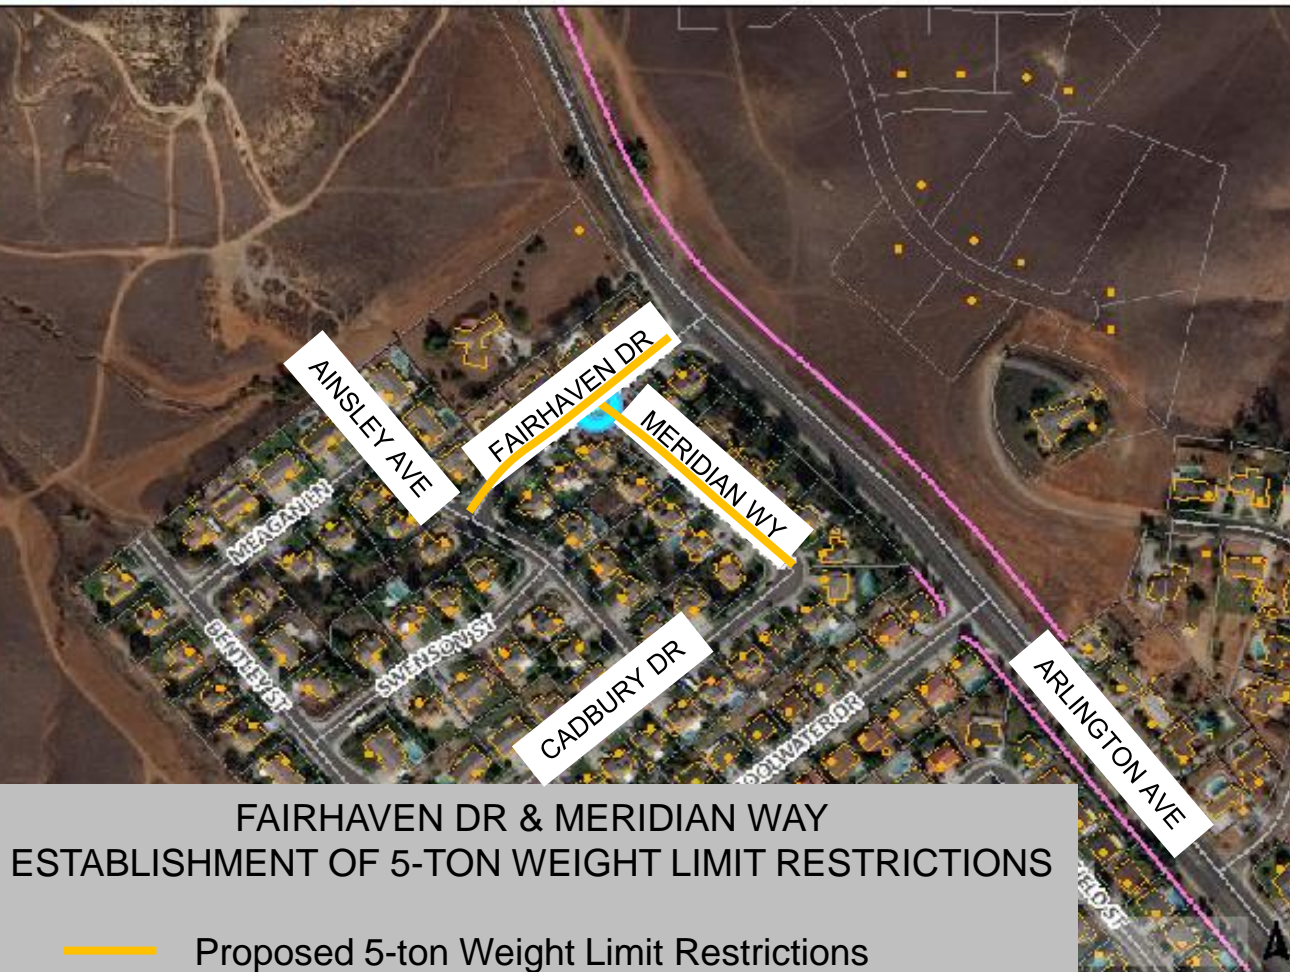 FAIRHAVEN DR
AINSLEY AVE
MERIDIAN WY
MEAGAN LN
BENTLEY ST
SWENSON ST
CADBURY DR
ARLINGTON AVE
FAIRHAVEN DR & MERIDIAN WAY
ESTABLISHMENT OF 5-TON WEIGHT LIMIT RESTRICTIONS
Proposed 5-ton Weight Limit Restrictions